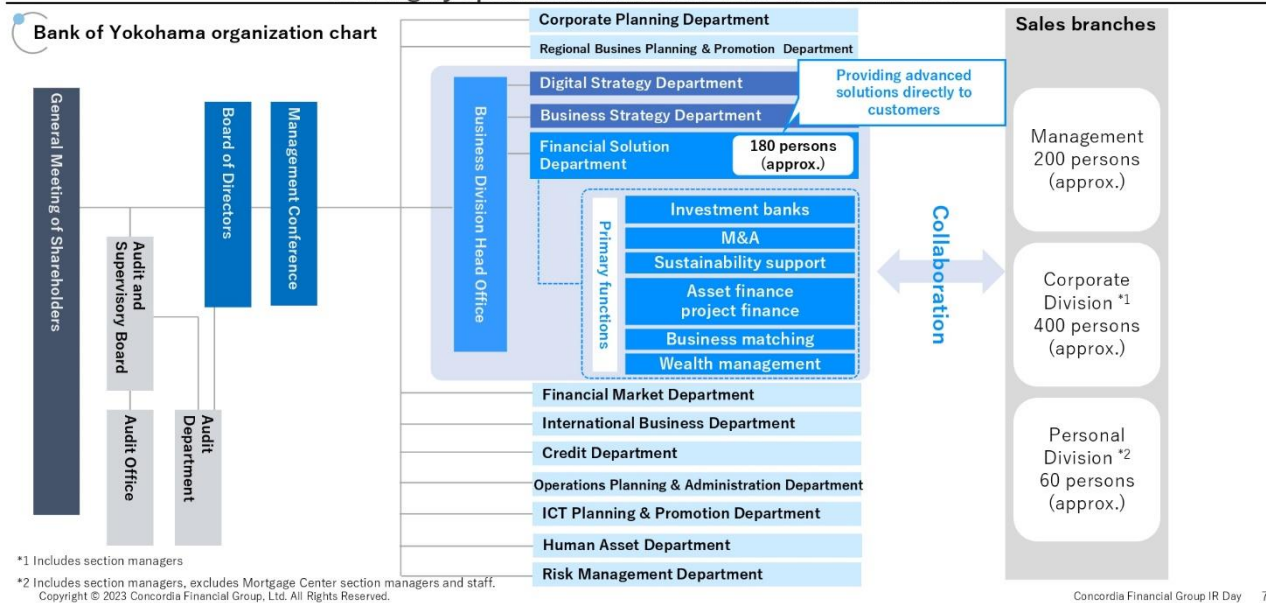 Bank of Yokohama organization chart
General Meeting of Shareholders
Audit and
Supervisory Board
Audit Office
Audit
Department
Board of Directors
Management Conference
Corporate Planning Department
Regional Busines Planning & Promotion Department
Business Division Head Office
Digital Strategy Department
Business Strategy Department
Financial Solution
Department
180 persons
(approx.)
Providing advanced
solutions directly to
customers
Primary functions
Investment banks
M&A
Sustainability support
Asset finance
project finance
Business matching
Wealth management
Financial Market Department
International Business Department
Credit Department
Operations Planning & Administration Department
ICT Planning & Promotion Department
Human Asset Department
Risk Management Department
Collaboration
Sales branches
Management
200 persons
(approx.)
Corporate
Division *1
400 persons
(approx.)
Personal
Division *2
60 persons
(approx.)
*1 Includes section managers
*2 Includes section managers, excludes Mortgage Center section managers and staff.
Copyright © 2023 Concordia Financial Group, Ltd. All Rights Reserved.
Concordia Financial Group IR Day 7